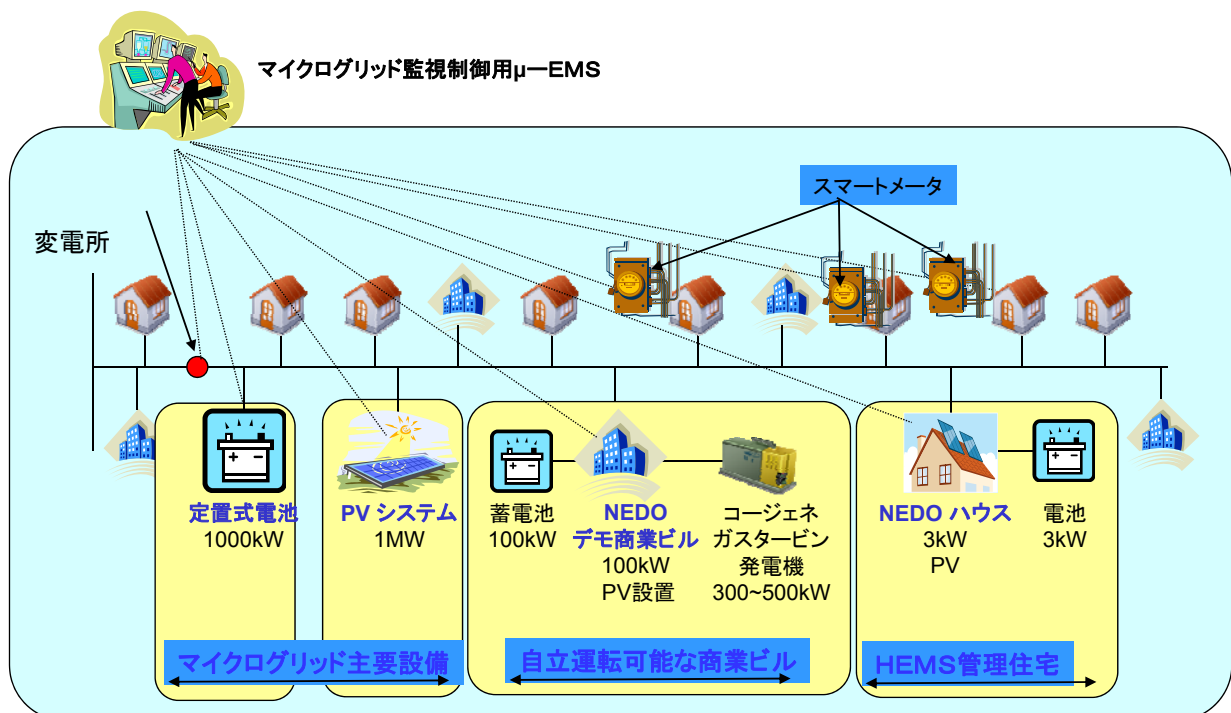 マイクログリッド監視制御用μーEMS
スマートメータ
変電所
定置式電池
1000kW
PV システム
1MW
蓄電池
100kW
NEDO
デモ商業ビル
100kW
PV設置
コージェネ
ガスタービン
発電機
300~500kW
NEDO ハウス
3kW
PV
電池
3kW
マイクログリッド主要設備
自立運転可能な商業ビル
HEMS管理住宅